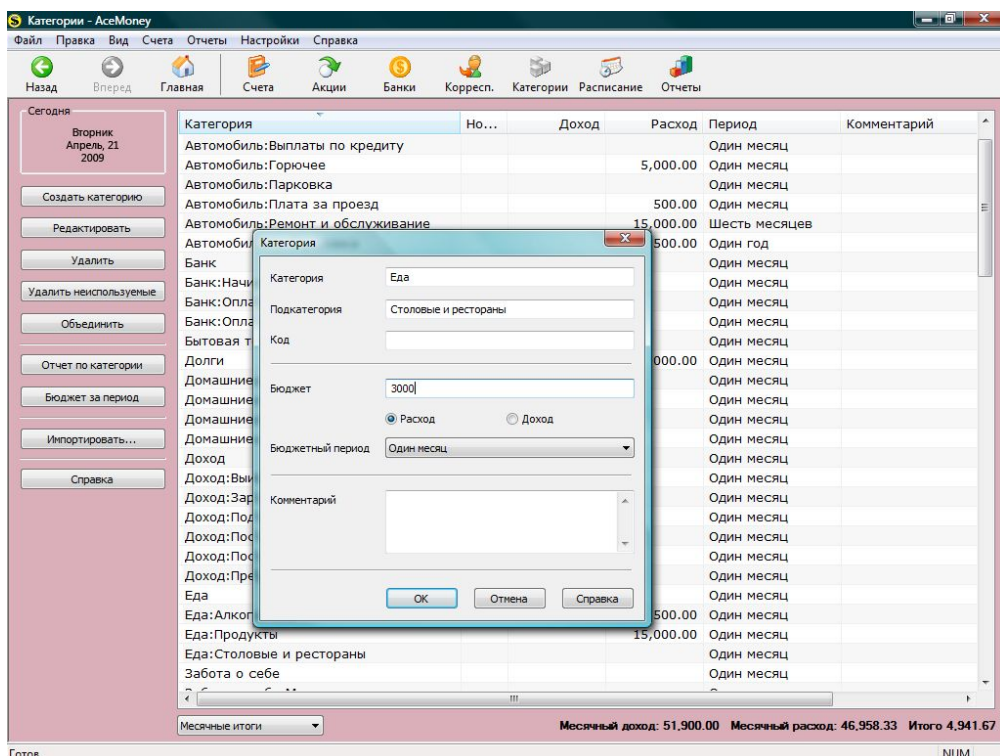 Категории - AceMoney
Файл Правка Вид Счета Отчеты Настройки Справка
Назад Вперед Главная Счета Акции Банки Корресп. Категории Расписание Отчеты
Сегодня
Вторник
Апрель, 21
2009
Создать категорию
Редактировать
Удалить
Удалить неиспользуемые
Объединить
Отчет по категории
Бюджет за период
Импортировать...
Справка
Категория Но... Доход Расход Период Комментарий
Автомобиль:Выплаты по кредиту Один месяц
Автомобиль:Горючее 5,000.00 Один месяц
Автомобиль:Парковка Один месяц
Автомобиль:Плата за проезд 500.00 Один месяц
Автомобиль:Ремонт и обслуживание 15,000.00 Шесть месяцев
Автомобил 500.00 Один год
Банк Один месяц
Банк:Начи Один месяц
Банк:Опла Один месяц
Банк:Опла Один месяц
Бытовая т Один месяц
Долги 000.00 Один месяц
Домашние Один месяц
Домашние Один месяц
Домашние Один месяц
Домашние Один месяц
Доход Один месяц
Доход:Выи Один месяц
Доход:Зар Один месяц
Доход:Под Один месяц
Доход:Пос Один месяц
Доход:Пос Один месяц
Доход:Пре Один месяц
Еда Один месяц
Еда:Алког 500.00 Один месяц
Еда:Продукты 15,000.00 Один месяц
Еда:Столовые и рестораны Один месяц
Забота о себе Один месяц
Категория
Категория Еда
Подкатегория Столовые и рестораны
Код
Бюджет 3000
Расход Доход
Бюджетный период Один месяц
Комментарий
OK Отмена Справка
Месячные итоги Месячный доход: 51,900.00 Месячный расход: 46,958.33 Итого 4,941.67
Готов NUM